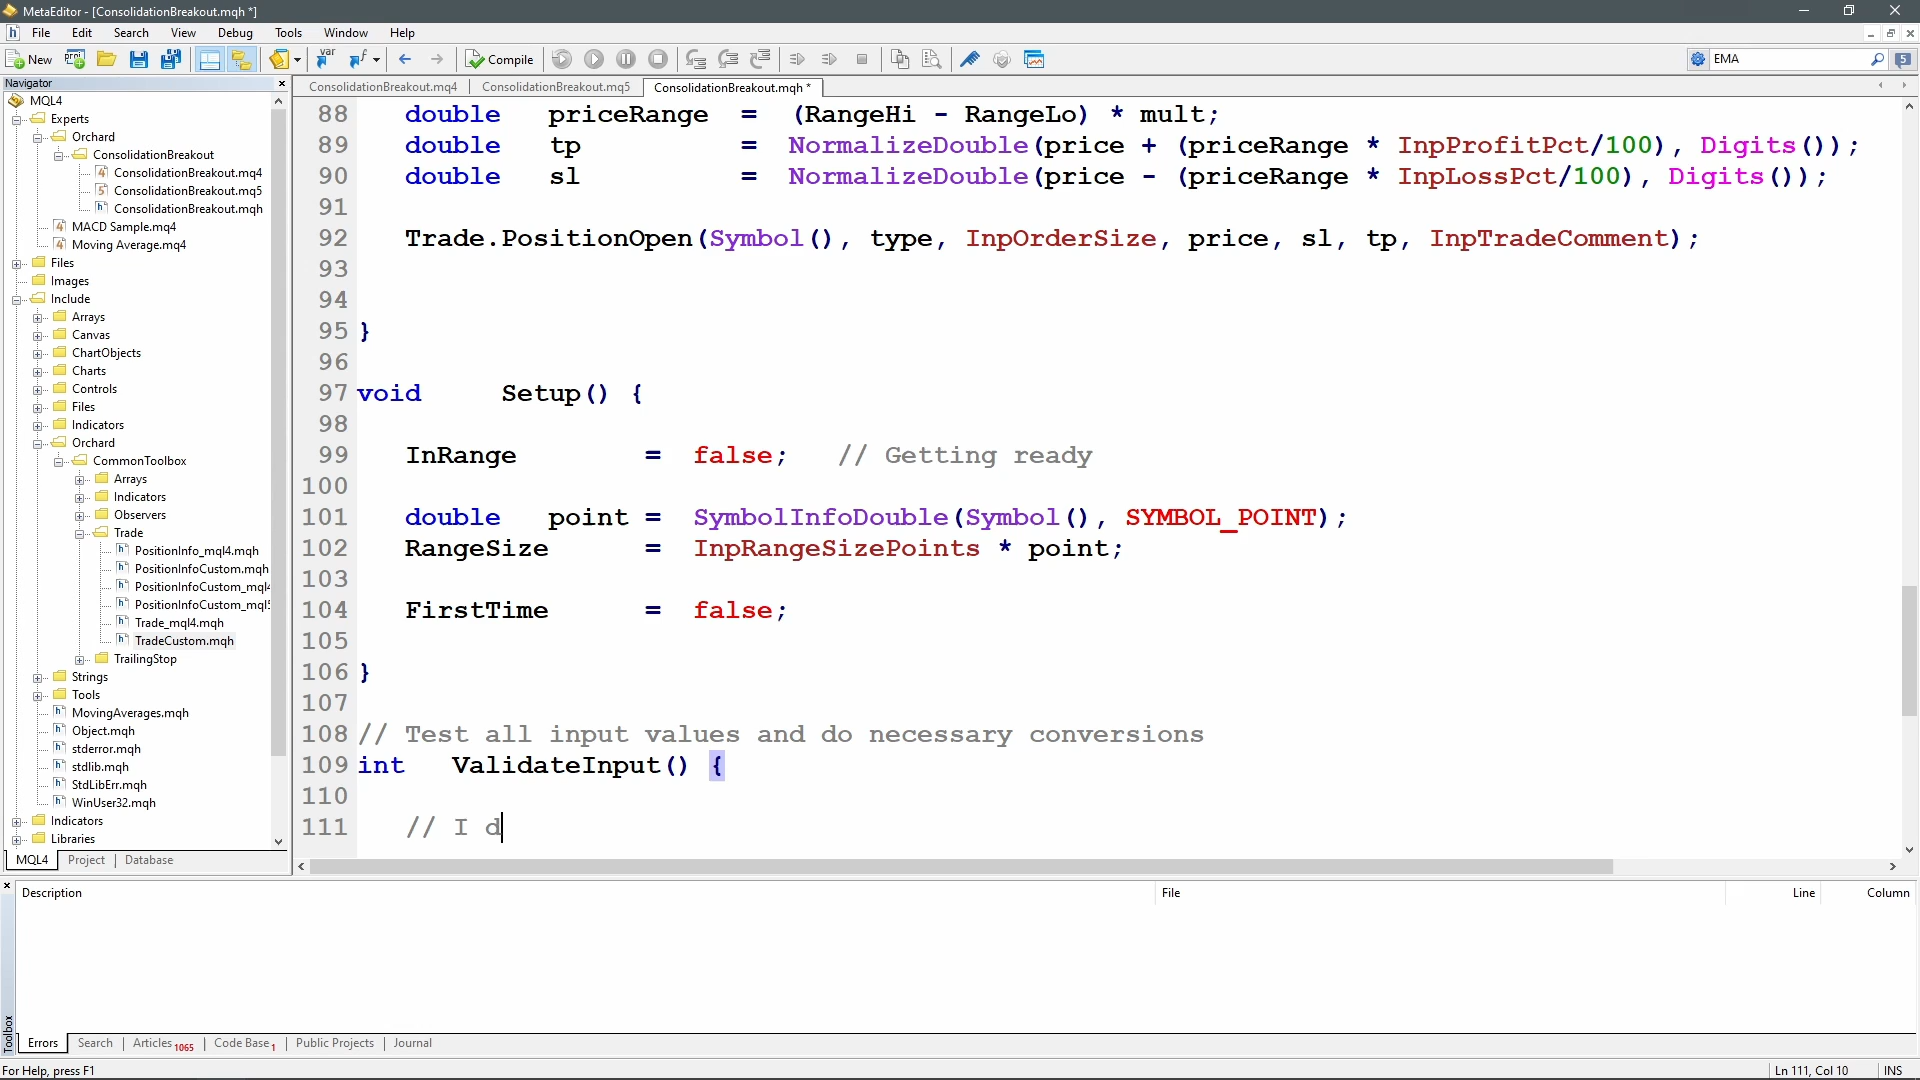 MetaEditor - [ConsolidationBreakout.mqh *]
File Edit Search View Debug Tools Window Help
New Compile EMA 5
Navigator
ConsolidationBreakout.mq4 ConsolidationBreakout.mq5 ConsolidationBreakout.mqh *
MQL4
Experts
Orchard
ConsolidationBreakout
ConsolidationBreakout.mq4
ConsolidationBreakout.mq5
ConsolidationBreakout.mqh
MACD Sample.mq4
Moving Average.mq4
Files
Images
Include
Arrays
Canvas
ChartObjects
Charts
Controls
Files
Indicators
Orchard
CommonToolbox
Arrays
Indicators
Observers
Trade
PositionInfo_mql4.mqh
PositionInfoCustom.mqh
PositionInfoCustom_mql4
PositionInfoCustom_mql5
Trade_mql4.mqh
TradeCustom.mqh
TrailingStop
Strings
Tools
MovingAverages.mqh
Object.mqh
stderror.mqh
stdlib.mqh
StdLibErr.mqh
WinUser32.mqh
Indicators
Libraries
MQL4 Project Database
88 double priceRange = (RangeHi - RangeLo) * mult;
89 double tp = NormalizeDouble(price + (priceRange * InpProfitPct/100), Digits());
90 double sl = NormalizeDouble(price - (priceRange * InpLossPct/100), Digits());
91
92 Trade.PositionOpen(Symbol(), type, InpOrderSize, price, sl, tp, InpTradeComment);
93
94
95 }
96
97 void Setup() {
98
99 InRange = false; // Getting ready
100
101 double point = SymbolInfoDouble(Symbol(), SYMBOL_POINT);
102 RangeSize = InpRangeSizePoints * point;
103
104 FirstTime = false;
105
106 }
107
108 // Test all input values and do necessary conversions
109 int ValidateInput() {
110
111 // I d
Description File Line Column
Toolbox
Errors Search Articles 1065 Code Base 1 Public Projects Journal
For Help, press F1 Ln 111, Col 10 INS